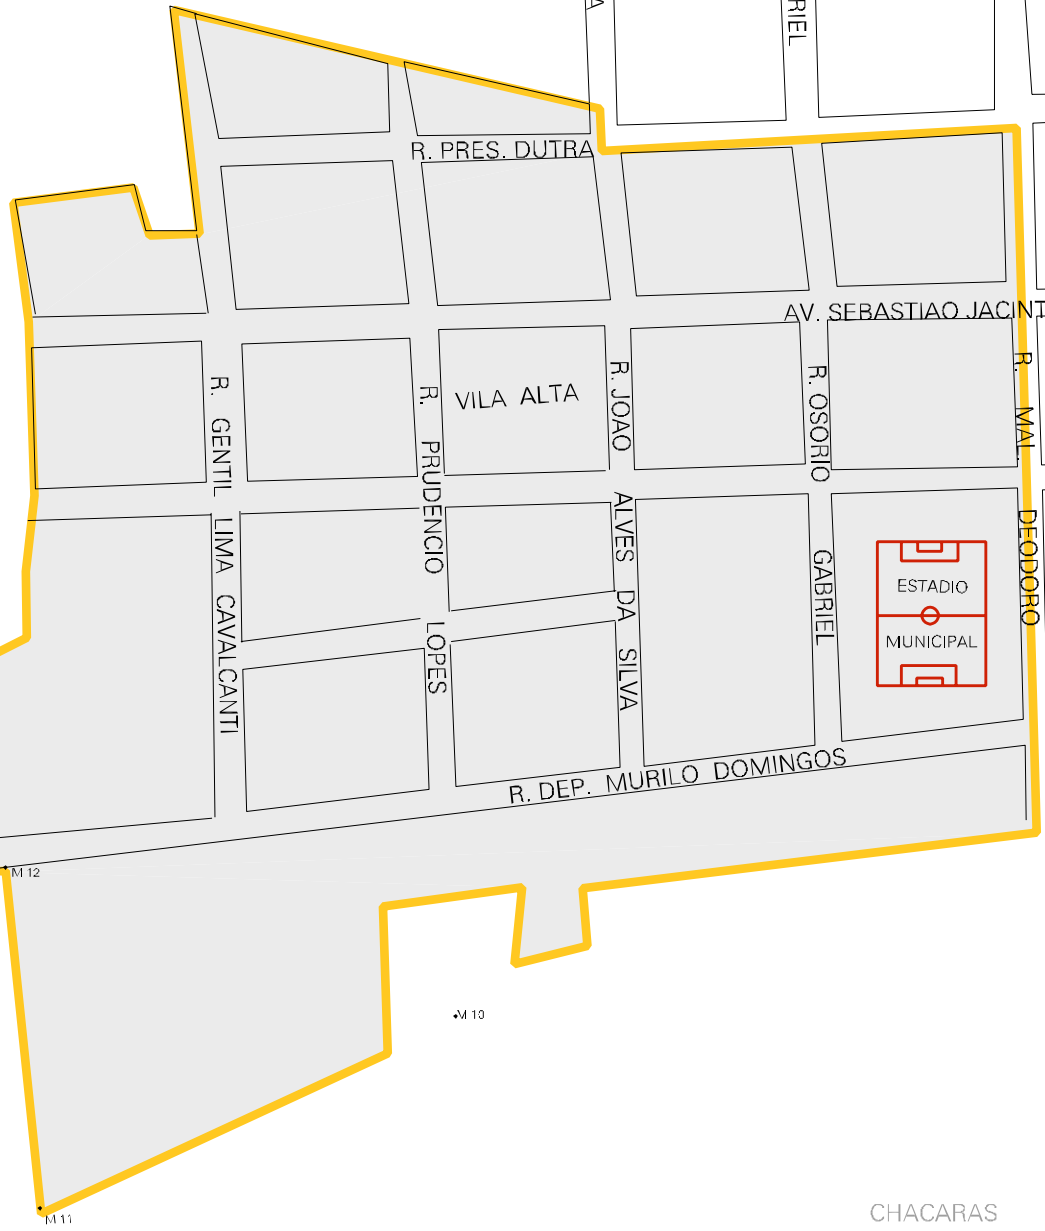 A
RIEL
R. PRES. DUTRA
AV. SEBASTIAO JACINT
R. GENTIL LIMA CAVALCANTI
R. PRUDENCIO LOPES
VILA ALTA
R. JOAO ALVES DA SILVA
R. OSORIO GABRIEL
R. MAL. DEODORO
ESTADIO
MUNICIPAL
R. DEP. MURILO DOMINGOS
M 12
M 10
M 11
CHACARAS